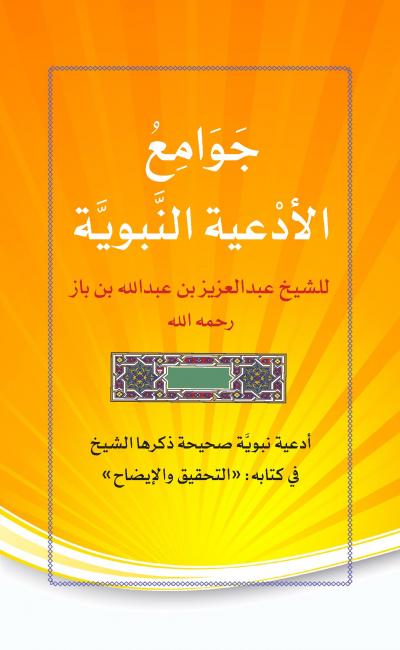 جَوَامِعُ
الأدْعية النَّبويَّة
للشيخ عبدالعزيز بن عبدالله بن باز
رحمه الله
أدعية نبويَّة صحيحة ذكرها الشيخ
في كتابه: «التحقيق والإيضاح»